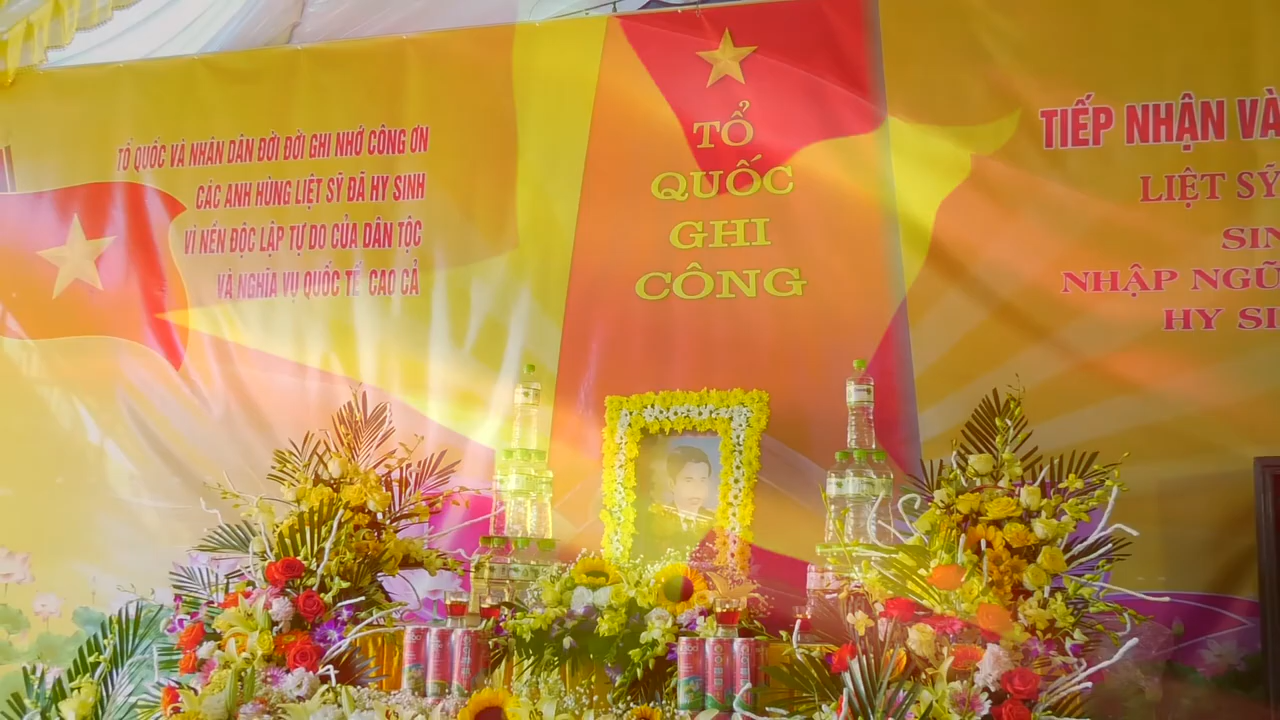 TỔ QUỐC VÀ NHÂN DÂN ĐỜI ĐỜI GHI NHỚ CÔNG ƠN
CÁC ANH HÙNG LIỆT SỸ ĐÃ HY SINH
VÌ NỀN ĐỘC LẬP TỰ DO CỦA DÂN TỘC
VÀ NGHĨA VỤ QUỐC TẾ CAO CẢ
TỔ
QUỐC
GHI
CÔNG
TIẾP NHẬN VÀ
LIỆT SỸ
SIN
NHẬP NGŨ
HY SI